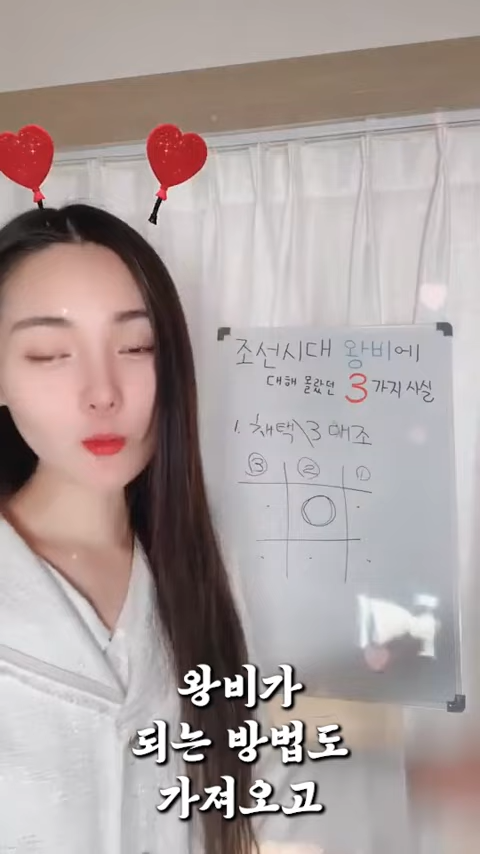 조선시대 왕비에
대해 몰랐던 3가지 사실
1. 채택\3 매조
③ ② ①
왕비가
되는 방법도
가져오고